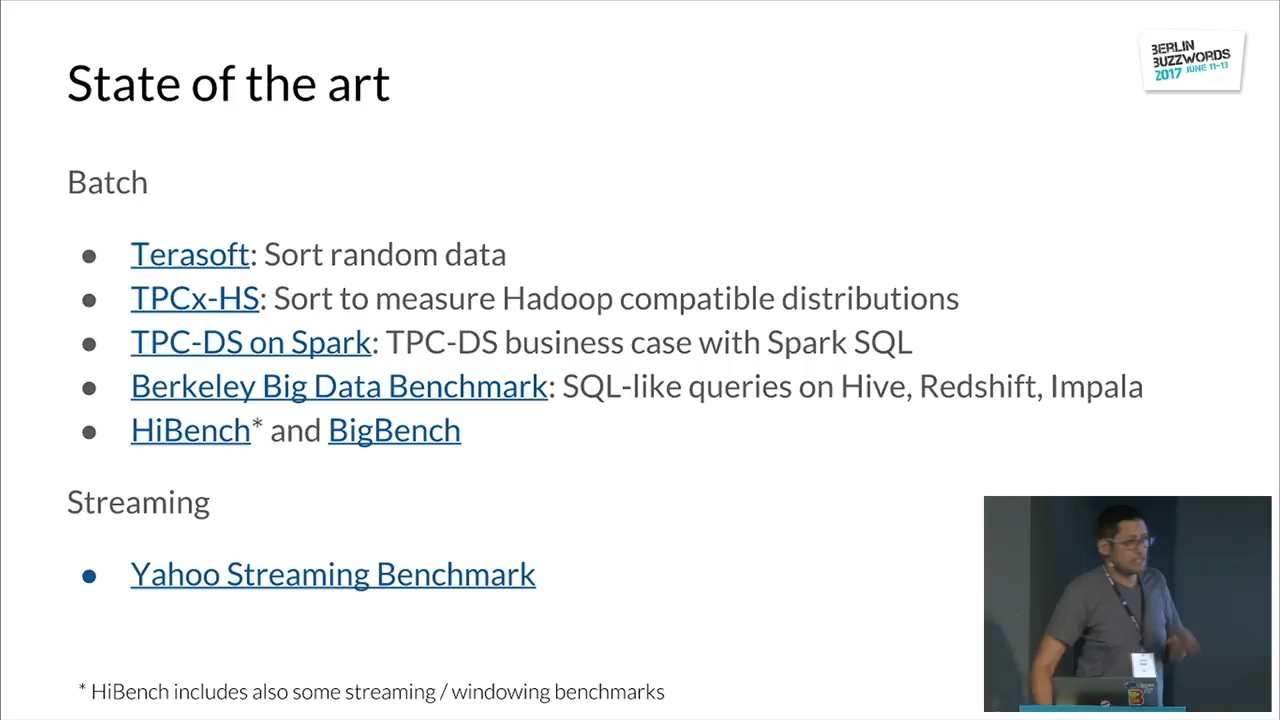 State of the art
BERLIN
BUZZWORDS
2017 JUNE 11-13
Batch
● Terasoft: Sort random data
● TPCx-HS: Sort to measure Hadoop compatible distributions
● TPC-DS on Spark: TPC-DS business case with Spark SQL
● Berkeley Big Data Benchmark: SQL-like queries on Hive, Redshift, Impala
● HiBench* and BigBench
Streaming
● Yahoo Streaming Benchmark
* HiBench includes also some streaming / windowing benchmarks